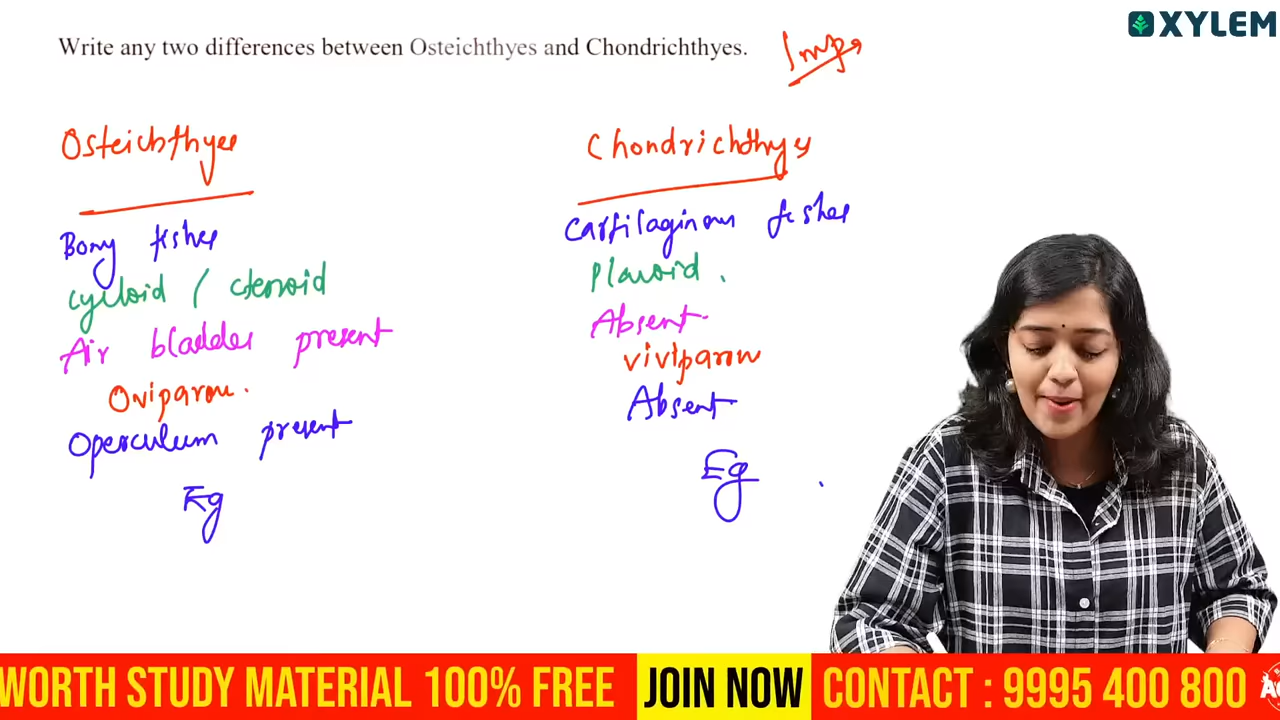 OXYLEM
Write any two differences between Osteichthyes and Chondrichthyes.
Imp
Osteichthyes
Chondrichthyes
Bony fishes
Cartilaginous fishes
Cycloid / ctenoid
Placoid.
Air bladder present
Absent.
Oviparous.
viviparous
Operculum present
Absent
Eg
Eg
WORTH STUDY MATERIAL 100% FREE
JOIN NOW
CONTACT : 9995 400 800